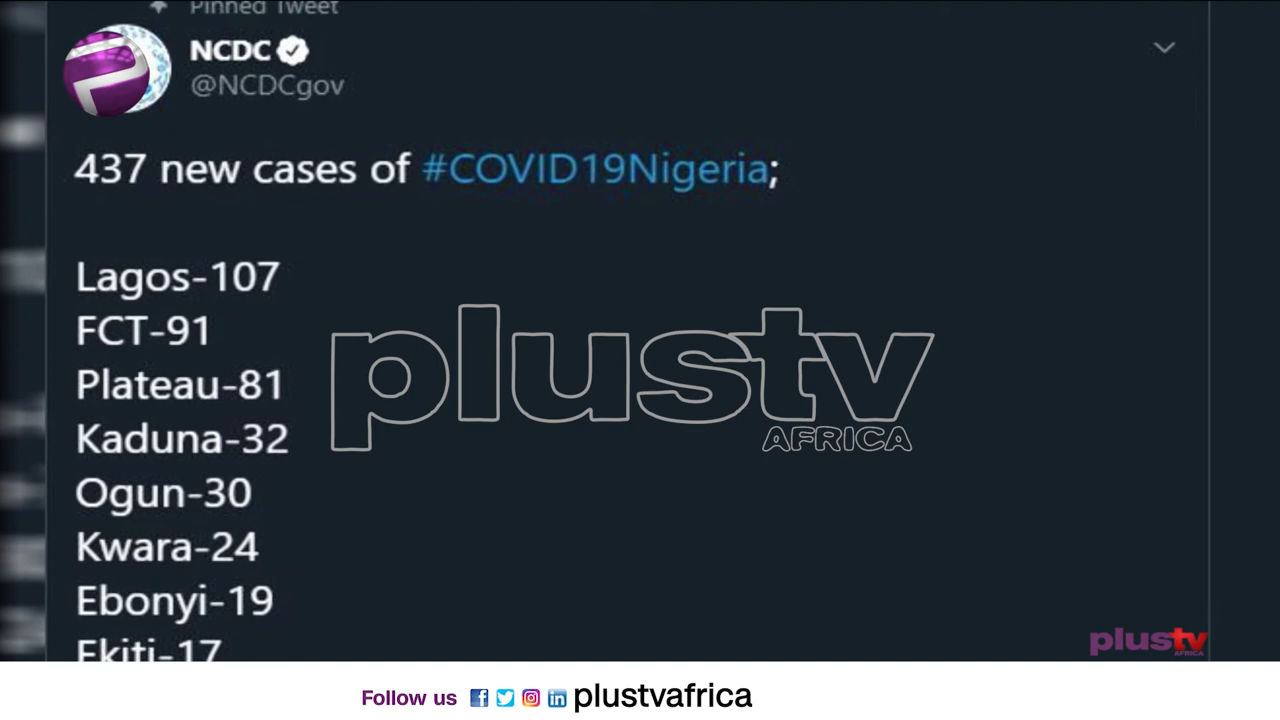 Pinned Tweet
NCDC
@NCDCgov
437 new cases of #COVID19Nigeria;
Lagos-107
FCT-91
Plateau-81
Kaduna-32
Ogun-30
Kwara-24
Ebonyi-19
Ekiti-17
plustv
AFRICA
plustv
AFRICA
Follow us plustvafrica